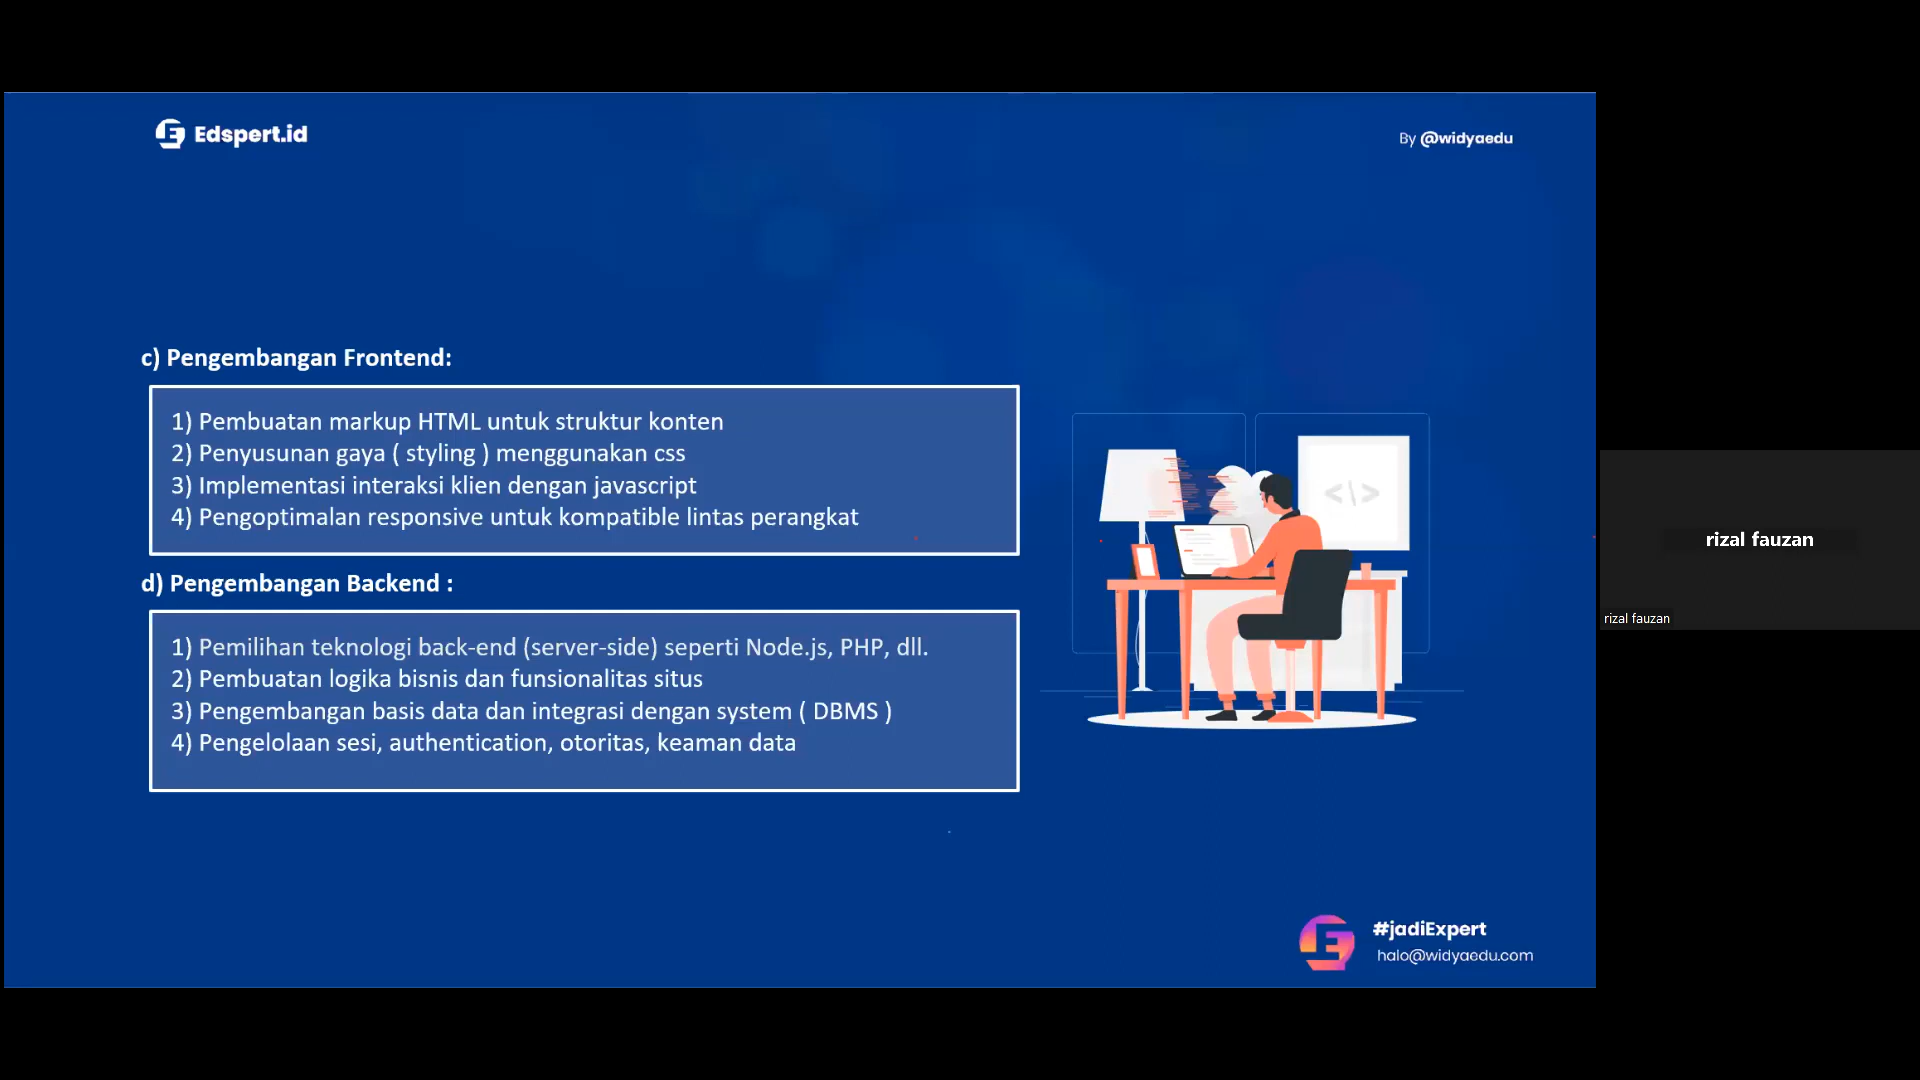 Edspert.id
By @widyaedu
c) Pengembangan Frontend:
1) Pembuatan markup HTML untuk struktur konten
2) Penyusunan gaya ( styling ) menggunakan css
3) Implementasi interaksi klien dengan javascript
4) Pengoptimalan responsive untuk kompatible lintas perangkat
d) Pengembangan Backend :
1) Pemilihan teknologi back-end (server-side) seperti Node.js, PHP, dll.
2) Pembuatan logika bisnis dan funsionalitas situs
3) Pengembangan basis data dan integrasi dengan system ( DBMS )
4) Pengelolaan sesi, authentication, otoritas, keaman data
<\>
rizal fauzan
rizal fauzan
#jadiExpert
halo@widyaedu.com